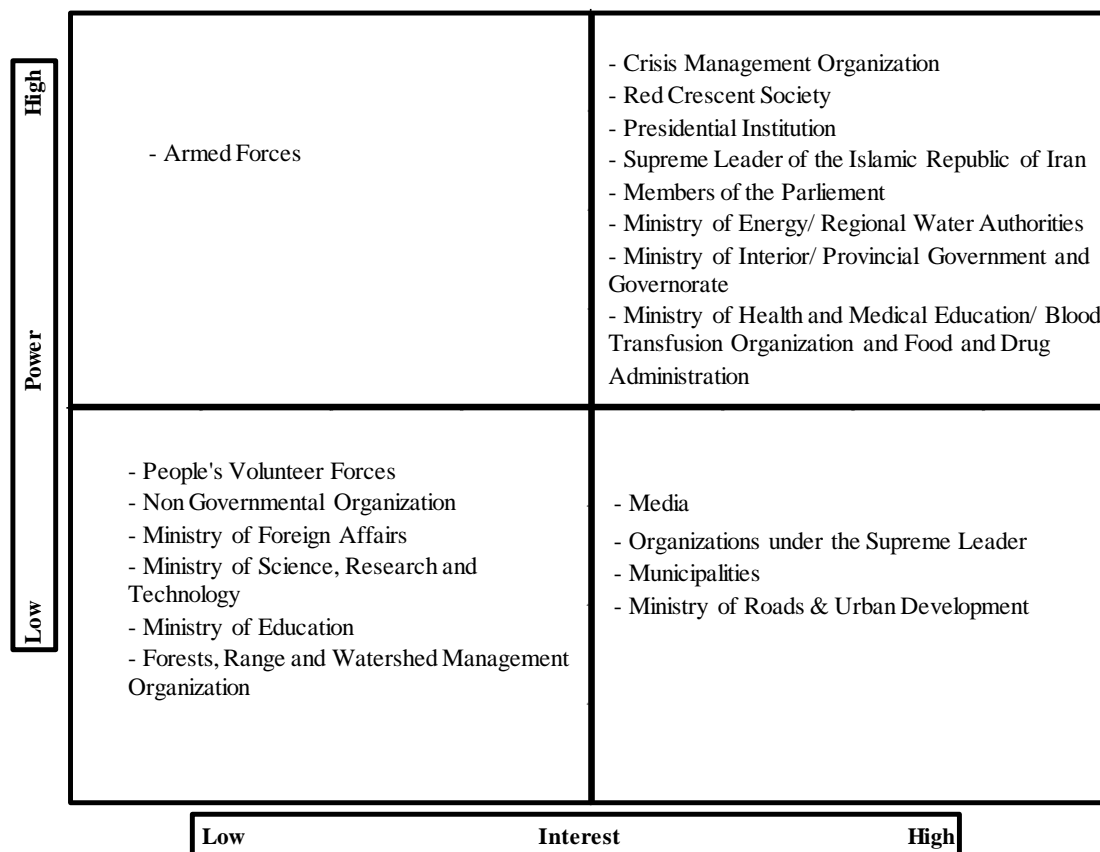 High
Power
Low
- Armed Forces
- Crisis Management Organization
- Red Crescent Society
- Presidential Institution
- Supreme Leader of the Islamic Republic of Iran
- Members of the Parliement
- Ministry of Energy/ Regional Water Authorities
- Ministry of Interior/ Provincial Government and
Governorate
- Ministry of Health and Medical Education/ Blood
Transfusion Organization and Food and Drug
Administration
- People's Volunteer Forces
- Non Governmental Organization
- Ministry of Foreign Affairs
- Ministry of Science, Research and
Technology
- Ministry of Education
- Forests, Range and Watershed Management
Organization
- Media
- Organizations under the Supreme Leader
- Municipalities
- Ministry of Roads & Urban Development
Low Interest High